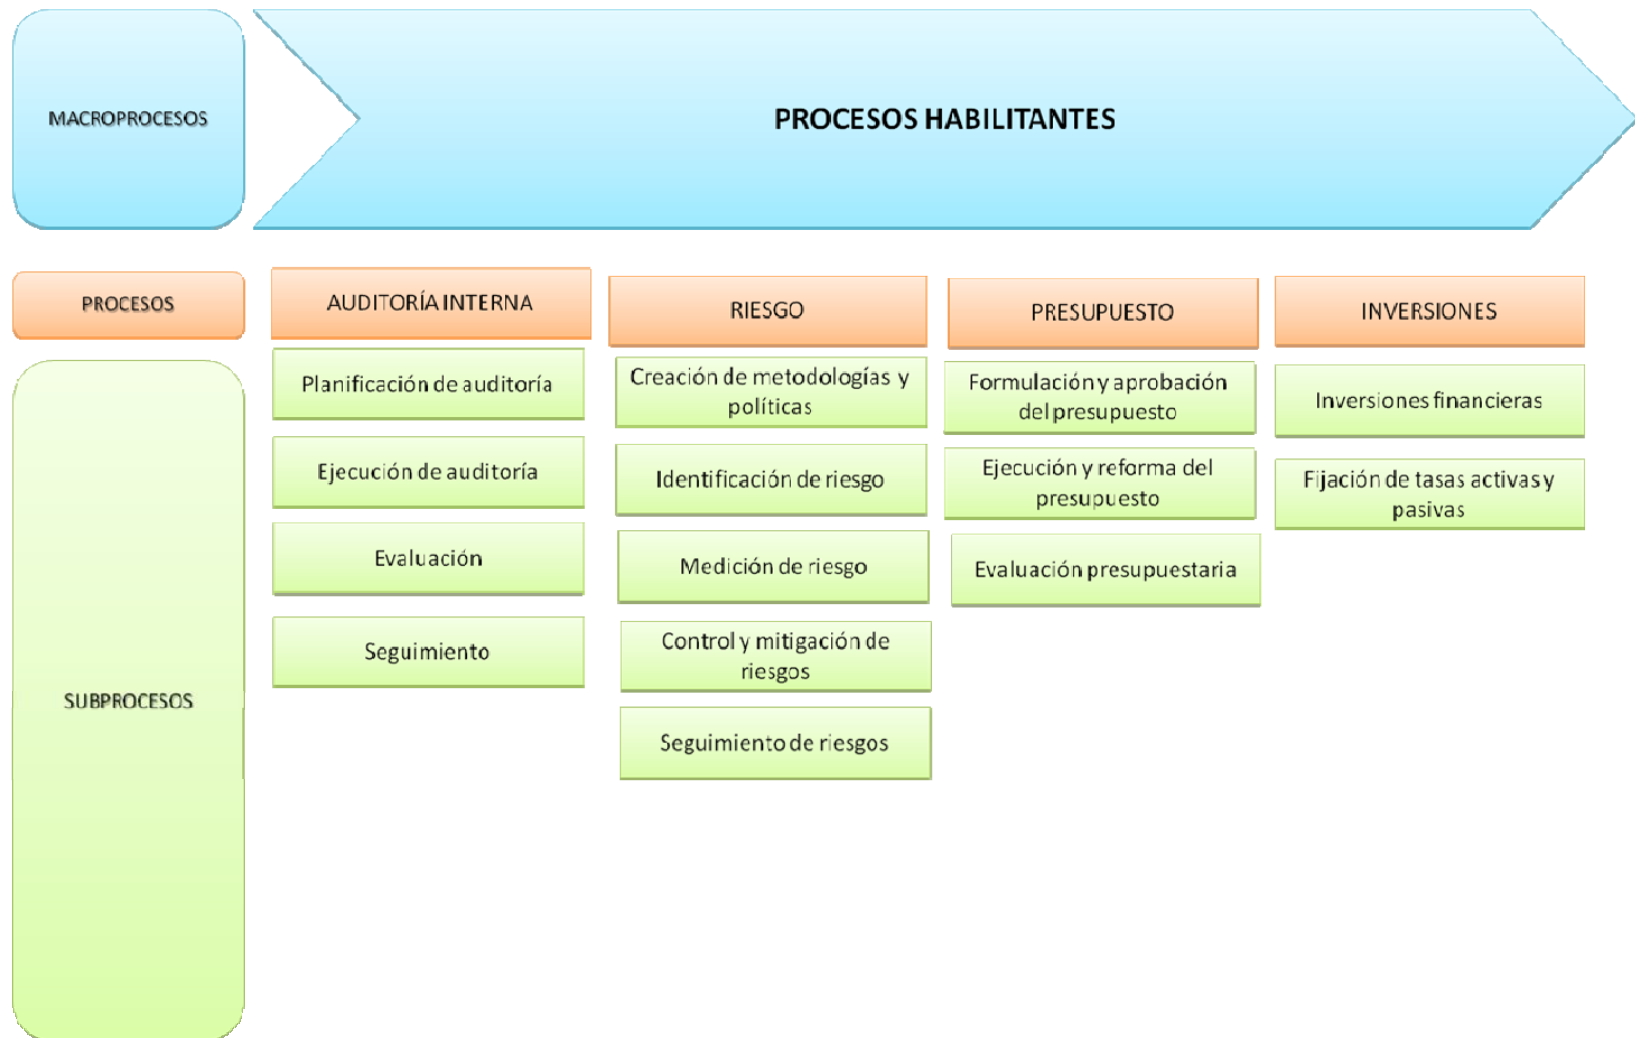 MACROPROCESOS
PROCESOS HABILITANTES
PROCESOS
AUDITORÍA INTERNA
RIESGO
PRESUPUESTO
INVERSIONES
SUBPROCESOS
Planificación de auditoría
Ejecución de auditoría
Evaluación
Seguimiento
Creación de metodologías y
políticas
Identificación de riesgo
Medición de riesgo
Control y mitigación de
riesgos
Seguimiento de riesgos
Formulación y aprobación
del presupuesto
Ejecución y reforma del
presupuesto
Evaluación presupuestaria
Inversiones financieras
Fijación de tasas activas y
pasivas